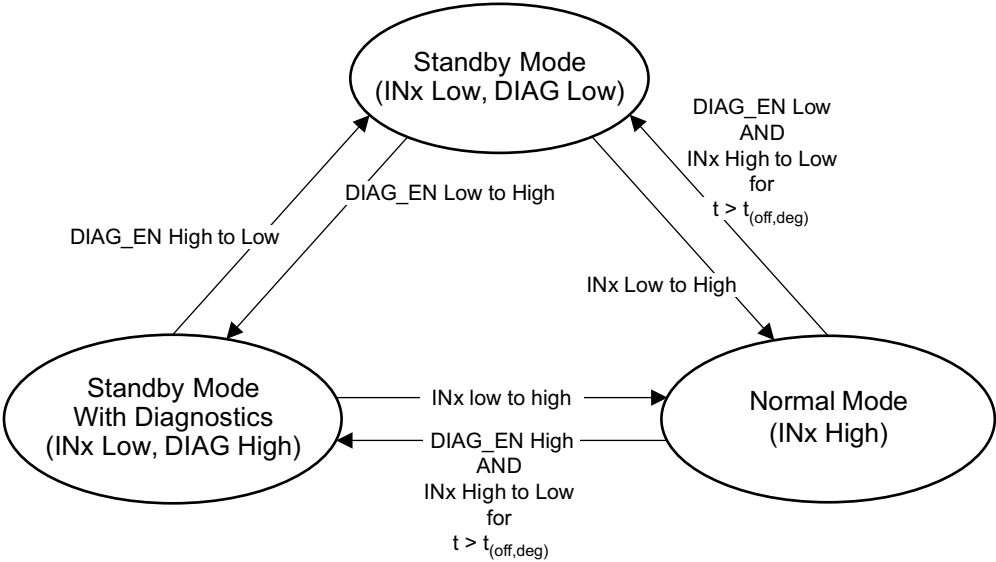 Standby Mode
(INx Low, DIAG Low)
DIAG_EN Low
AND
INx High to Low
for
t > t(off,deg)
DIAG_EN Low to High
DIAG_EN High to Low
INx Low to High
Standby Mode
With Diagnostics
(INx Low, DIAG High)
INx low to high
DIAG_EN High
AND
INx High to Low
for
t > t(off,deg)
Normal Mode
(INx High)